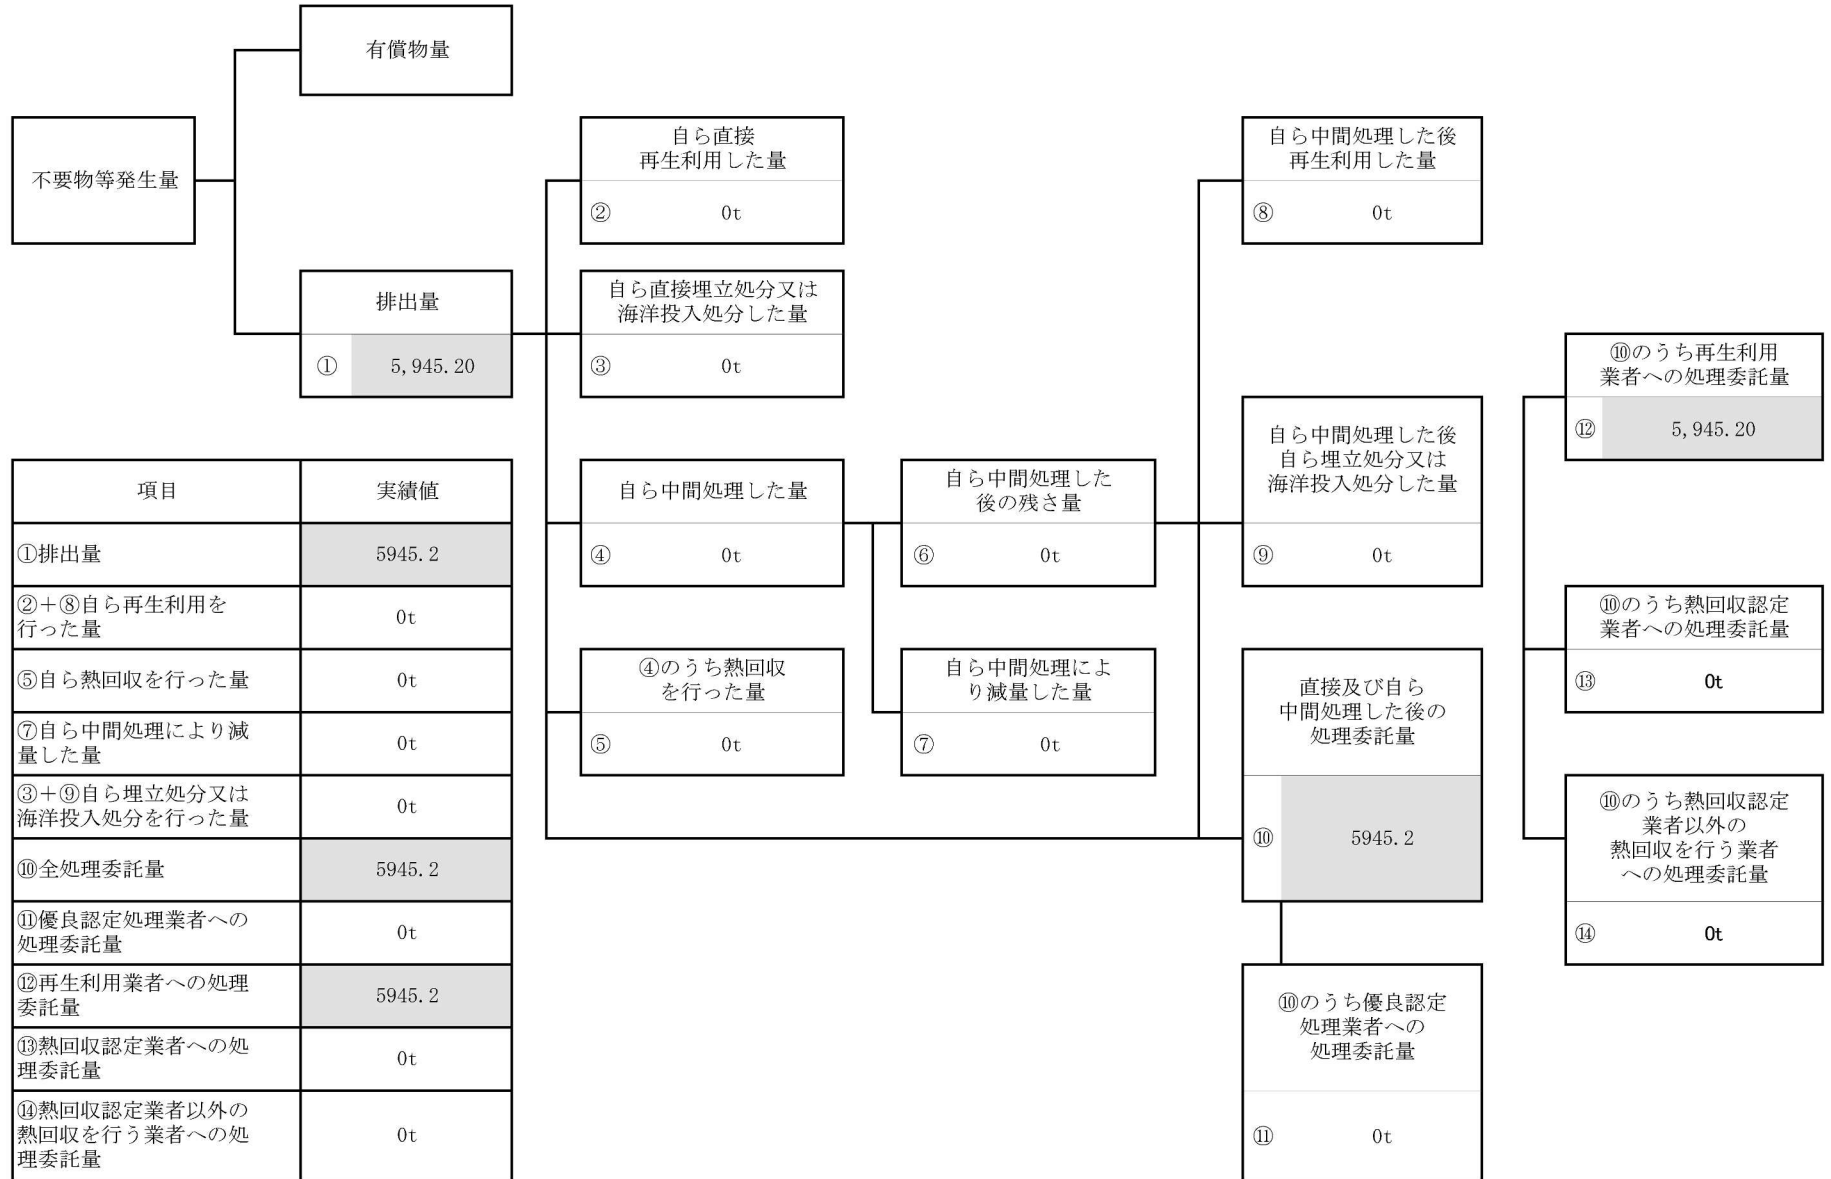 有償物量
不要物等発生量
排出量
① 5,945.20
自ら直接
再生利用した量
② 0t
自ら直接埋立処分又は
海洋投入処分した量
③ 0t
自ら中間処理した量
④ 0t
④のうち熱回収
を行った量
⑤ 0t
自ら中間処理した
後の残さ量
⑥ 0t
自ら中間処理によ
り減量した量
⑦ 0t
自ら中間処理した後
再生利用した量
⑧ 0t
自ら中間処理した後
自ら埋立処分又は
海洋投入処分した量
⑨ 0t
直接及び自ら
中間処理した後の
処理委託量
⑩ 5945.2
⑩のうち優良認定
処理業者への
処理委託量
⑪ 0t
⑩のうち再生利用
業者への処理委託量
⑫ 5,945.20
⑩のうち熱回収認定
業者への処理委託量
⑬ 0t
⑩のうち熱回収認定
業者以外の
熱回収を行う業者
への処理委託量
⑭ 0t
項目 実績値
①排出量 5945.2
②+⑧自ら再生利用を
行った量 0t
⑤自ら熱回収を行った量 0t
⑦自ら中間処理により減
量した量 0t
③+⑨自ら埋立処分又は
海洋投入処分を行った量 0t
⑩全処理委託量 5945.2
⑪優良認定処理業者への
処理委託量 0t
⑫再生利用業者への処理
委託量 5945.2
⑬熱回収認定業者への処
理委託量 0t
⑭熱回収認定業者以外の
熱回収を行う業者への処
理委託量 0t